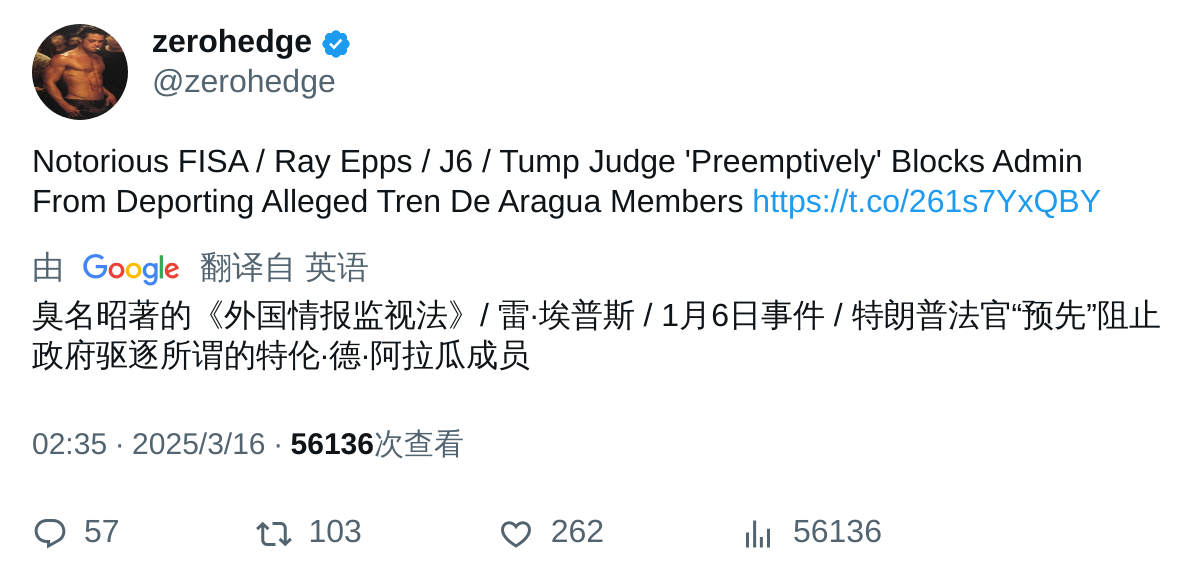 zerohedge
@zerohedge
Notorious FISA / Ray Epps / J6 / Tump Judge 'Preemptively' Blocks Admin
From Deporting Alleged Tren De Aragua Members https://t.co/261s7YxQBY
由 Google 翻译自 英语
臭名昭著的《外国情报监视法》/ 雷·埃普斯 / 1月6日事件 / 特朗普法官“预先”阻止
政府驱逐所谓的特伦·德·阿拉瓜成员
02:35 · 2025/3/16 · 56136次查看
57 103 262 56136